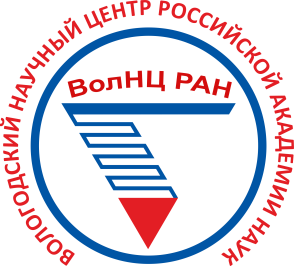 ВОЛОГОДСКИЙ НАУЧНЫЙ ЦЕНТР РОССИЙСКОЙ АКАДЕМИИ НАУК
ВолНЦ РАН